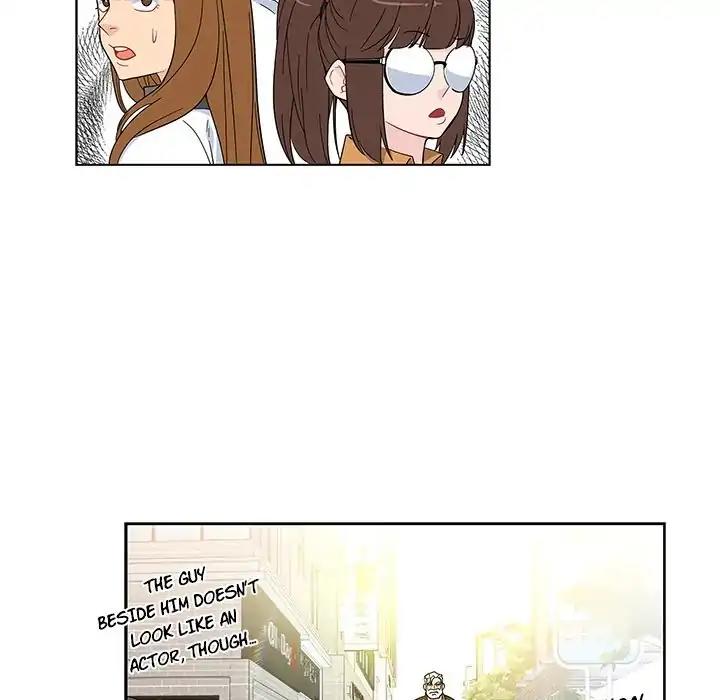 THE GUY
BESIDE HIM DOESN'T
LOOK LIKE AN
ACTOR, THOUGH...